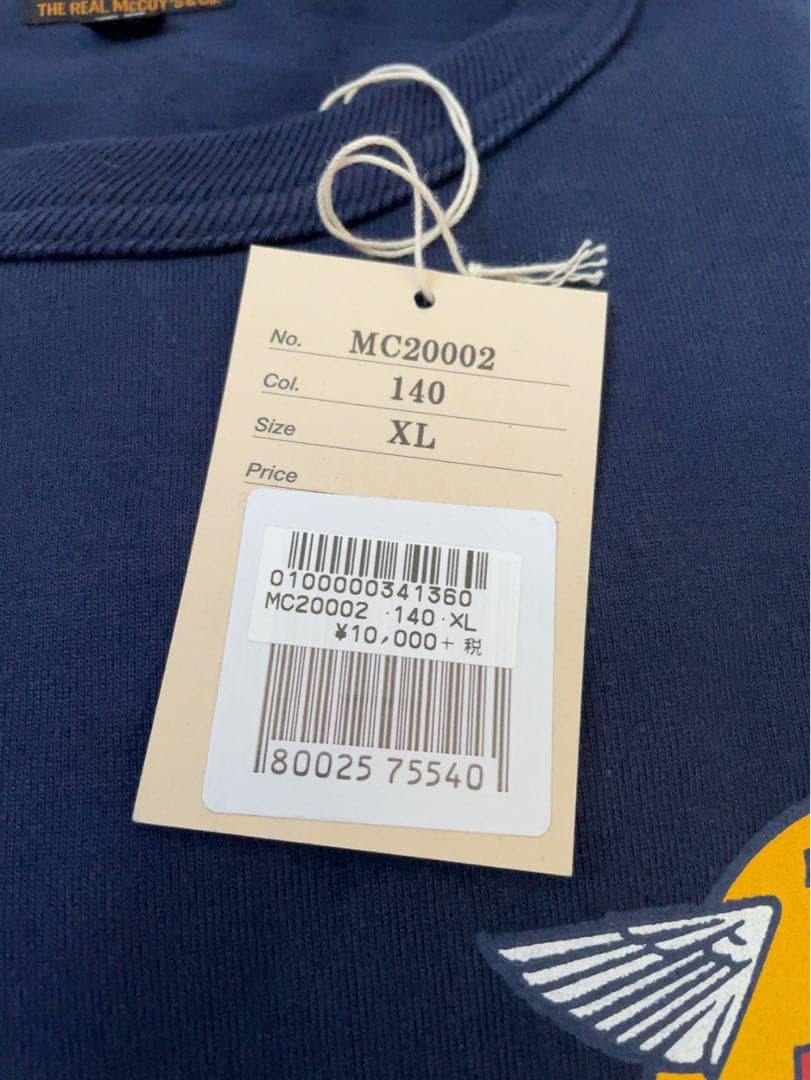 THE REAL McCOY'S & Co.
No. MC20002
Col. 140
Size XL
Price
0100000341360
MC20002 ·140·XL
¥10,000+税
80025 75540